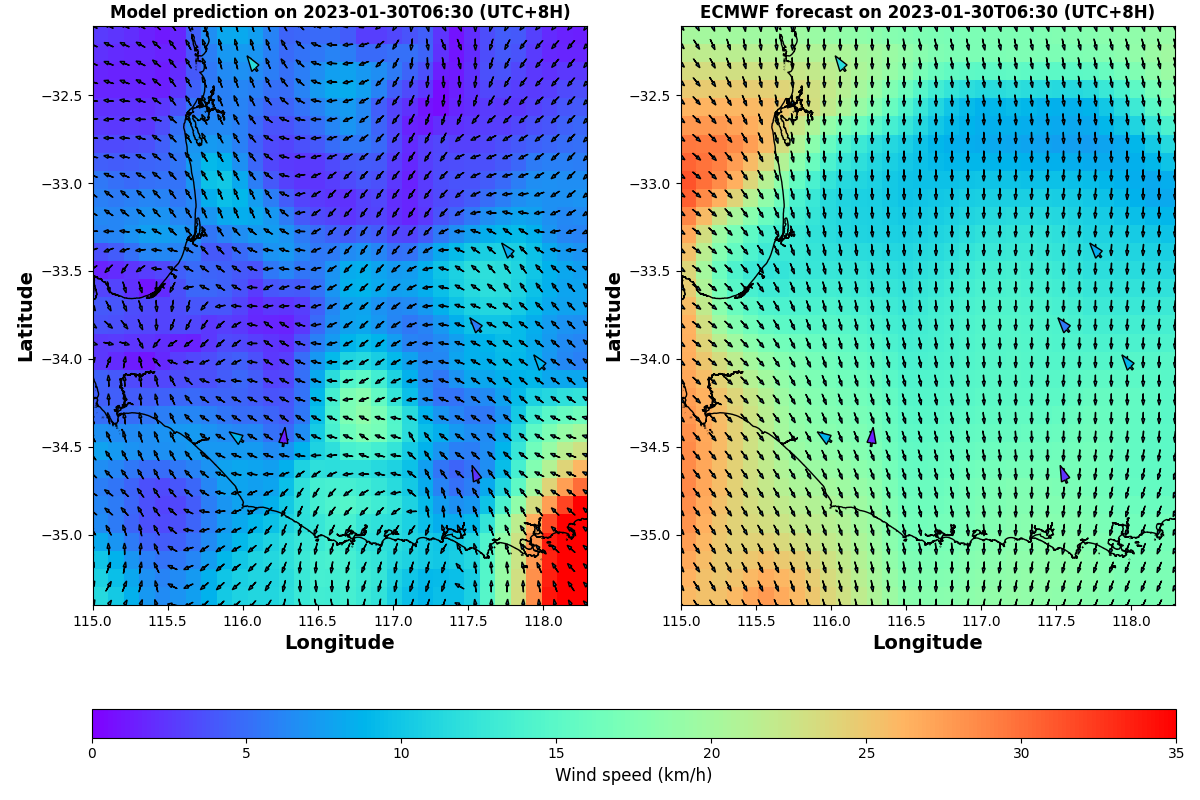 Model prediction on 2023-01-30T06:30 (UTC+8H)
ECMWF forecast on 2023-01-30T06:30 (UTC+8H)
Latitude
−32.5
−33.0
−33.5
−34.0
−34.5
−35.0
115.0 115.5 116.0 116.5 117.0 117.5 118.0
Longitude
Latitude
−32.5
−33.0
−33.5
−34.0
−34.5
−35.0
115.0 115.5 116.0 116.5 117.0 117.5 118.0
Longitude
0 5 10 15 20 25 30 35
Wind speed (km/h)